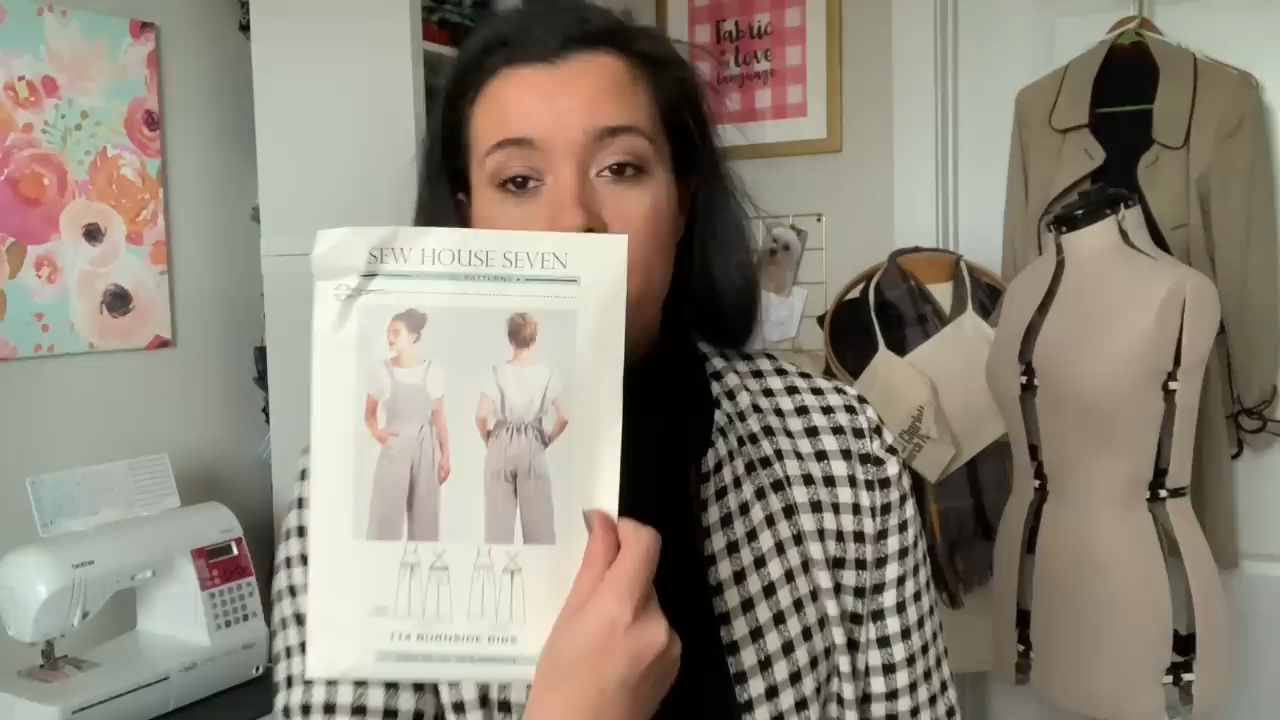 Fabric
is my
love
language
SEW HOUSE SEVEN
PATTERNS
114 BURNSIDE BIBS
brother